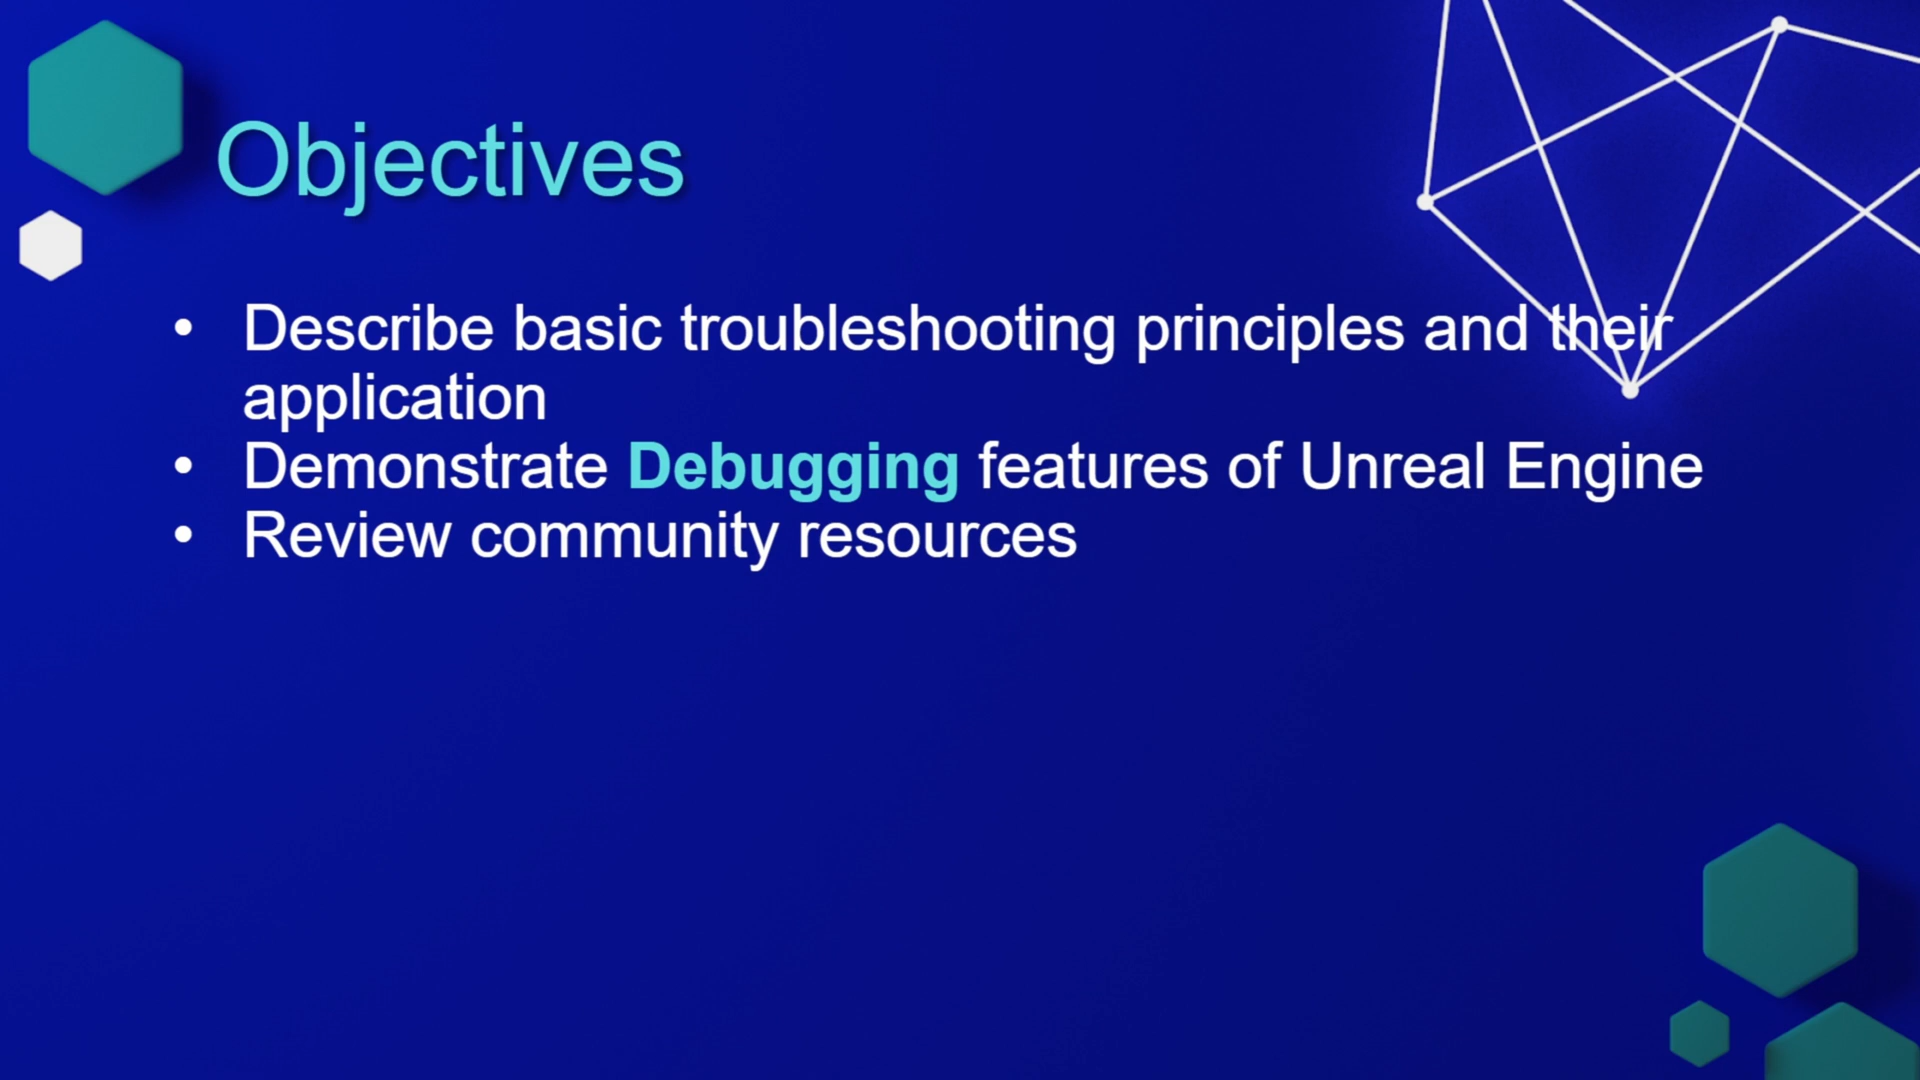 Objectives
• Describe basic troubleshooting principles and their
application
• Demonstrate Debugging features of Unreal Engine
• Review community resources